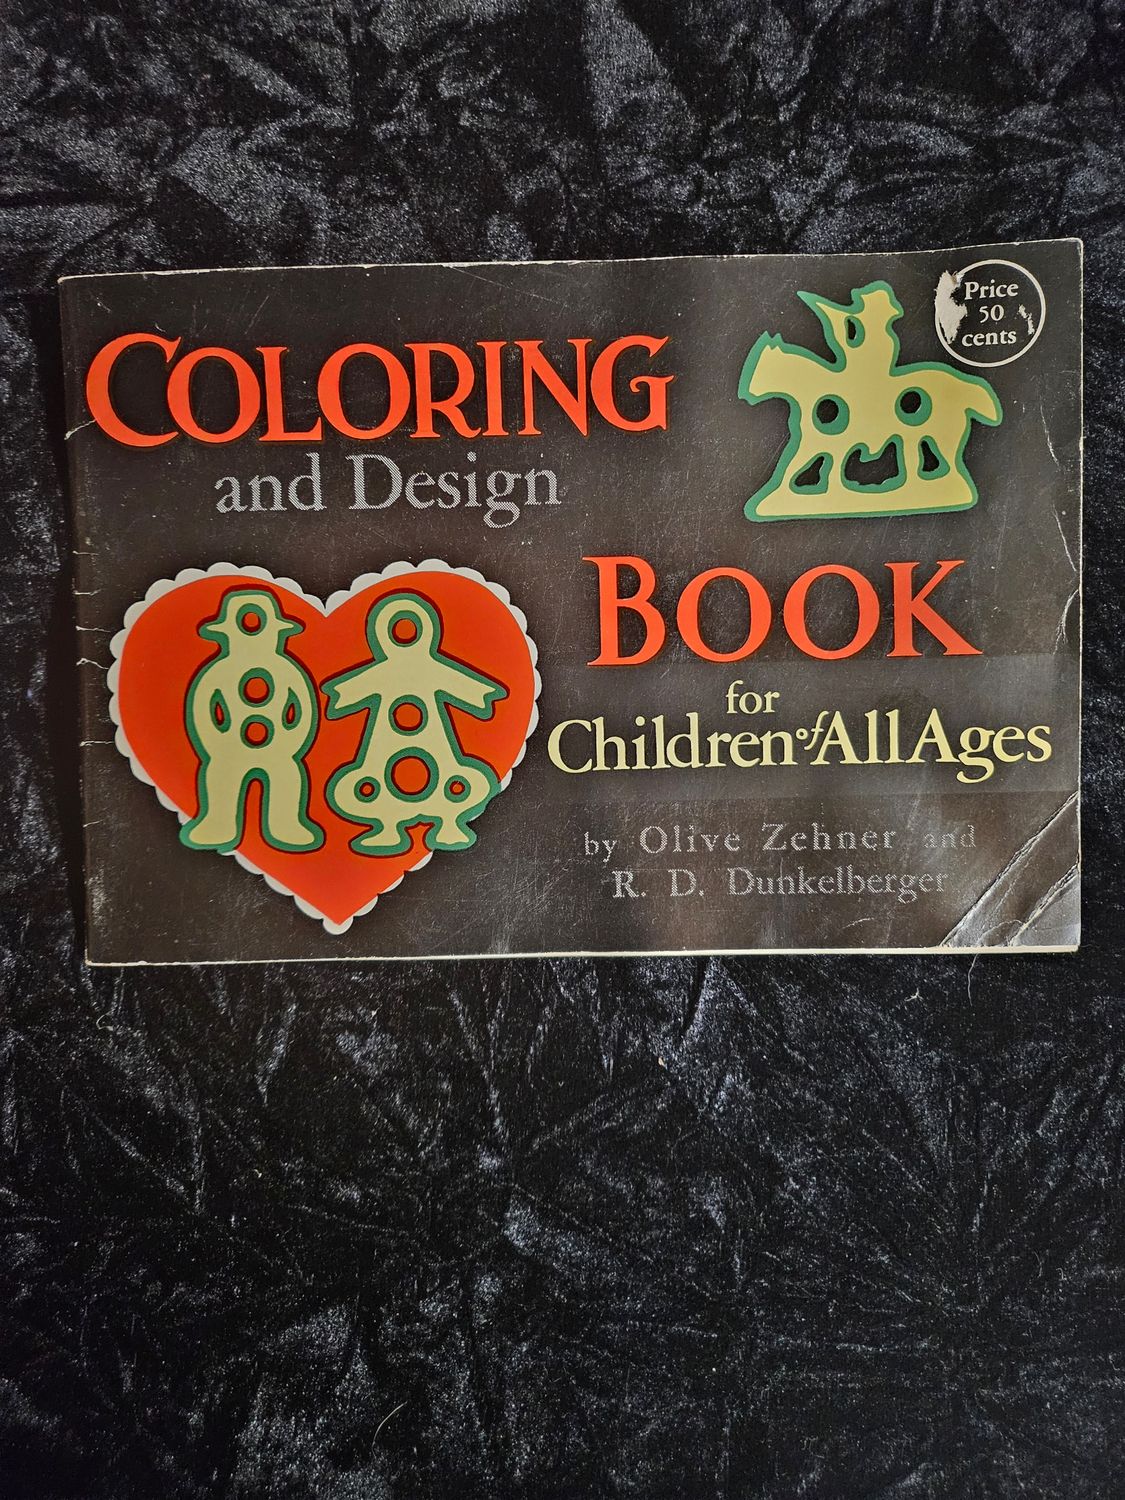 Price
50
cents
COLORING
and Design
BOOK
for
Children of All Ages
by Olive Zehner and
R. D. Dunkelberger